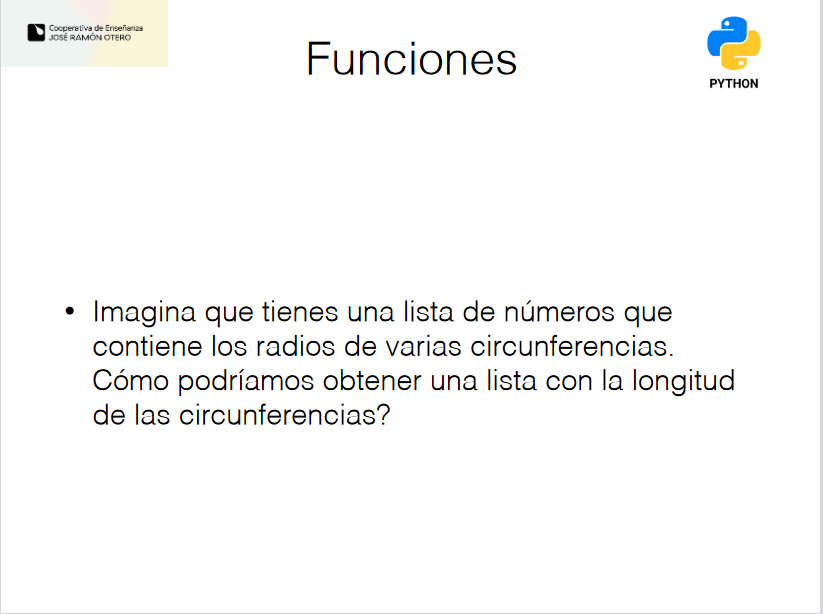 Cooperativa de Enseñanza
JOSÉ RAMÓN OTERO
Funciones
PYTHON
• Imagina que tienes una lista de números que
contiene los radios de varias circunferencias.
Cómo podríamos obtener una lista con la longitud
de las circunferencias?